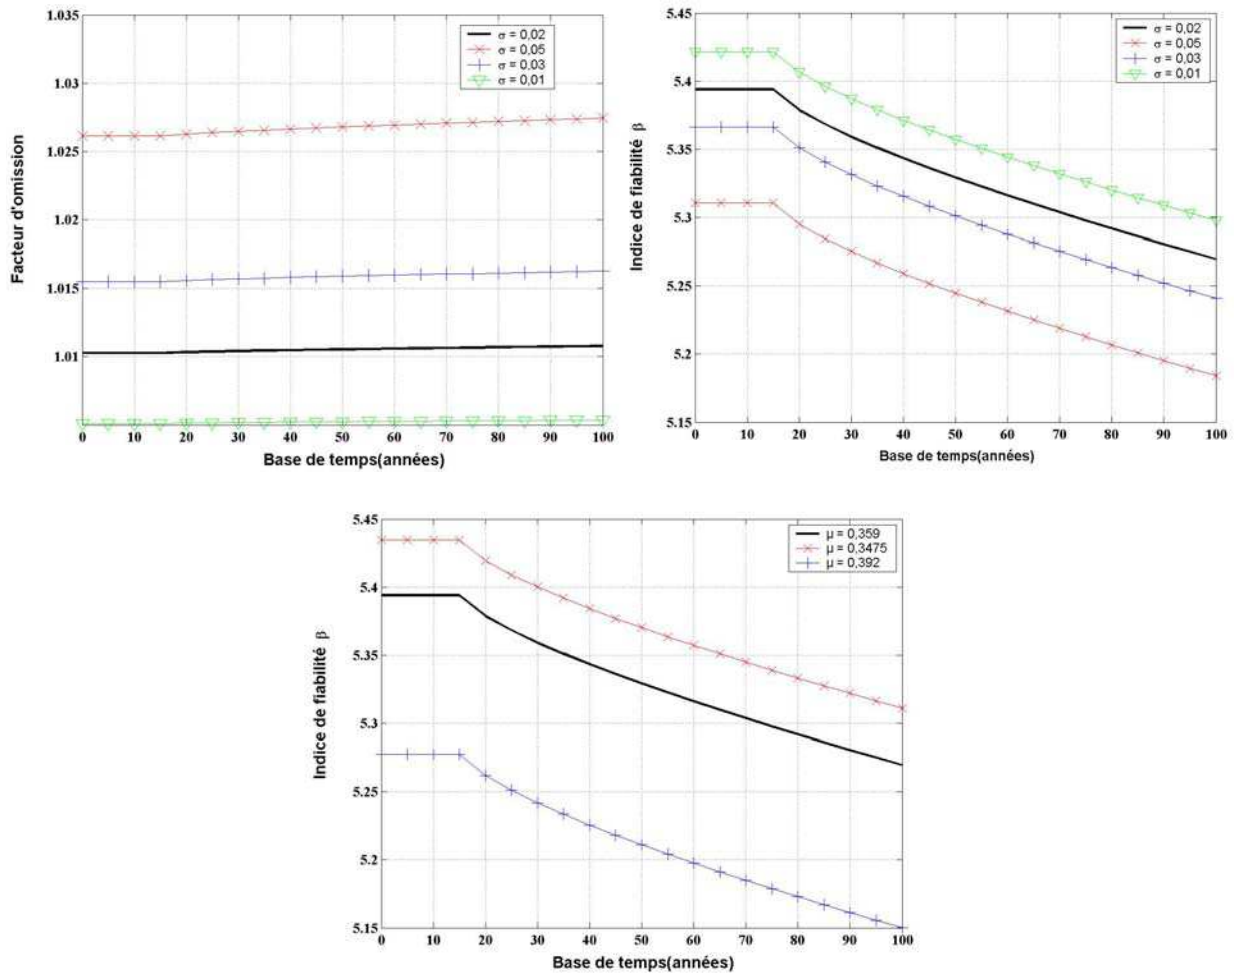 1.035
1.03
1.025
1.02
1.015
1.01
Facteur d'omission
σ = 0,02
σ = 0,05
σ = 0,03
σ = 0,01
0 10 20 30 40 50 60 70 80 90 100
Base de temps(années)
5.45
5.4
5.35
5.3
5.25
5.2
5.15
Indice de fiabilité β
σ = 0,02
σ = 0,05
σ = 0,03
σ = 0,01
0 10 20 30 40 50 60 70 80 90 100
Base de temps(années)
5.45
5.4
5.35
5.3
5.25
5.2
5.15
Indice de fiabilité β
μ = 0,359
μ = 0,3475
μ = 0,392
0 10 20 30 40 50 60 70 80 90 100
Base de temps(années)